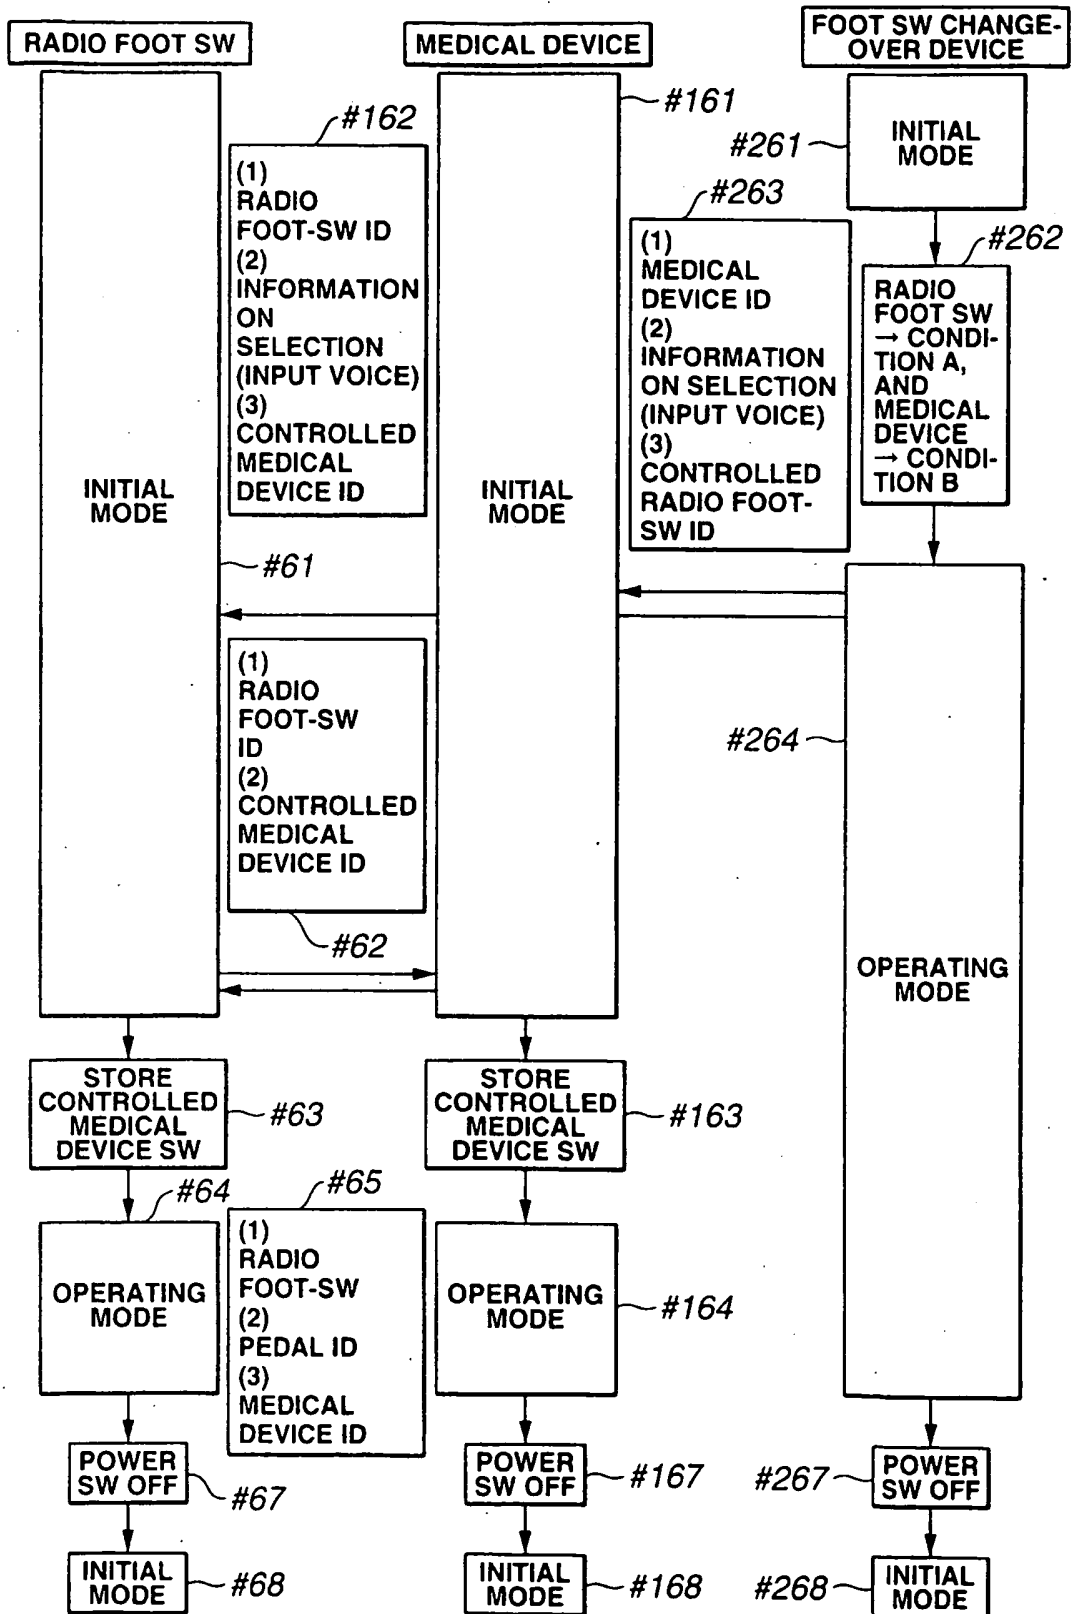 RADIO FOOT SW
MEDICAL DEVICE
FOOT SW CHANGE-
OVER DEVICE
#162
#161
#261
INITIAL
MODE
(1)
RADIO
FOOT-SW ID
(2)
INFORMATION
ON
SELECTION
(INPUT VOICE)
(3)
CONTROLLED
MEDICAL
DEVICE ID
#263
(1)
MEDICAL
DEVICE ID
(2)
INFORMATION
ON SELECTION
(INPUT VOICE)
(3)
CONTROLLED
RADIO FOOT-
SW ID
#262
RADIO
FOOT SW
→ CONDI-
TION A,
AND
MEDICAL
DEVICE
→ CONDI-
TION B
INITIAL
MODE
INITIAL
MODE
#61
(1)
RADIO
FOOT-SW
ID
(2)
CONTROLLED
MEDICAL
DEVICE ID
#62
#264
OPERATING
MODE
STORE
CONTROLLED
MEDICAL
DEVICE SW
#63
STORE
CONTROLLED
MEDICAL
DEVICE SW
#163
#64
OPERATING
MODE
#65
(1)
RADIO
FOOT-SW
(2)
PEDAL ID
(3)
MEDICAL
DEVICE ID
OPERATING
MODE
#164
POWER
SW OFF
#67
POWER
SW OFF
#167
#267
POWER
SW OFF
INITIAL
MODE
#68
INITIAL
MODE
#168
#268
INITIAL
MODE